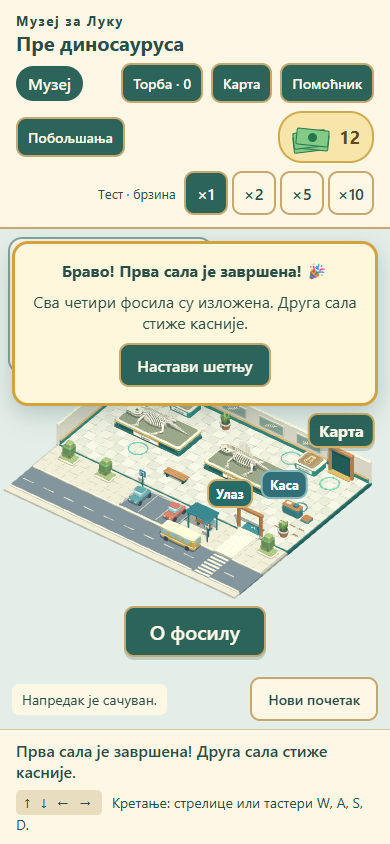 Музеј за Луку
Пре диносауруса
Музеј
Торба · 0
Карта
Помоћник
Побољшања
12
Тест · брзина
×1
×2
×5
×10
Браво! Прва сала је завршена! 🎉
Сва четири фосила су изложена. Друга сала
стиже касније.
Настави шетњу
Карта
Улаз
Каса
О фосилу
Напредак је сачуван.
Нови почетак
Прва сала је завршена! Друга сала стиже
касније.
↑ ↓ ← → Кретање: стрелице или тастери W, A, S,
D.